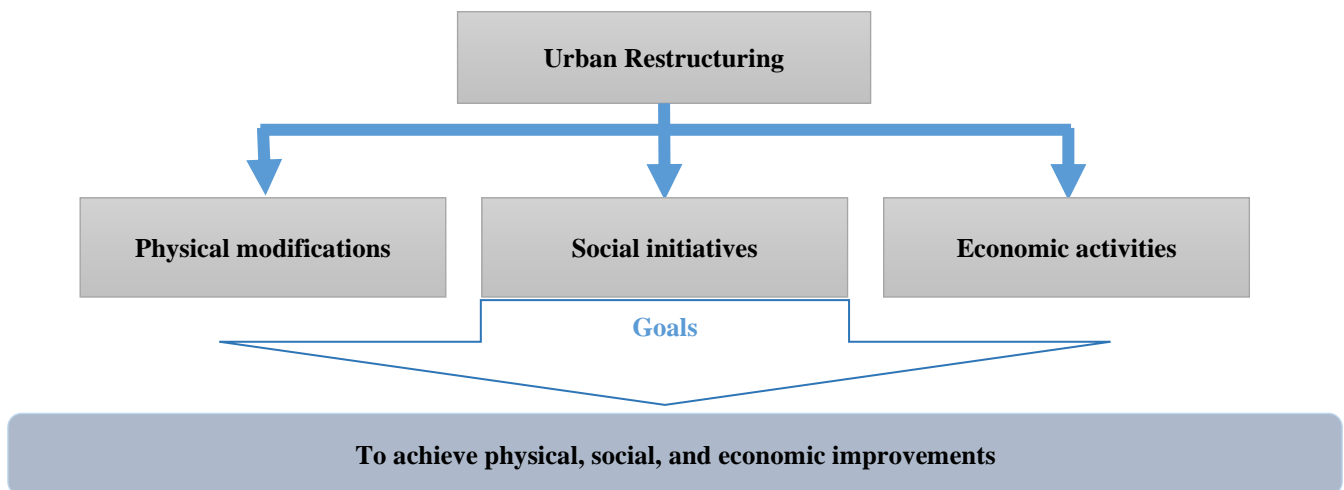 Urban Restructuring
Physical modifications
Social initiatives
Economic activities
Goals
To achieve physical, social, and economic improvements